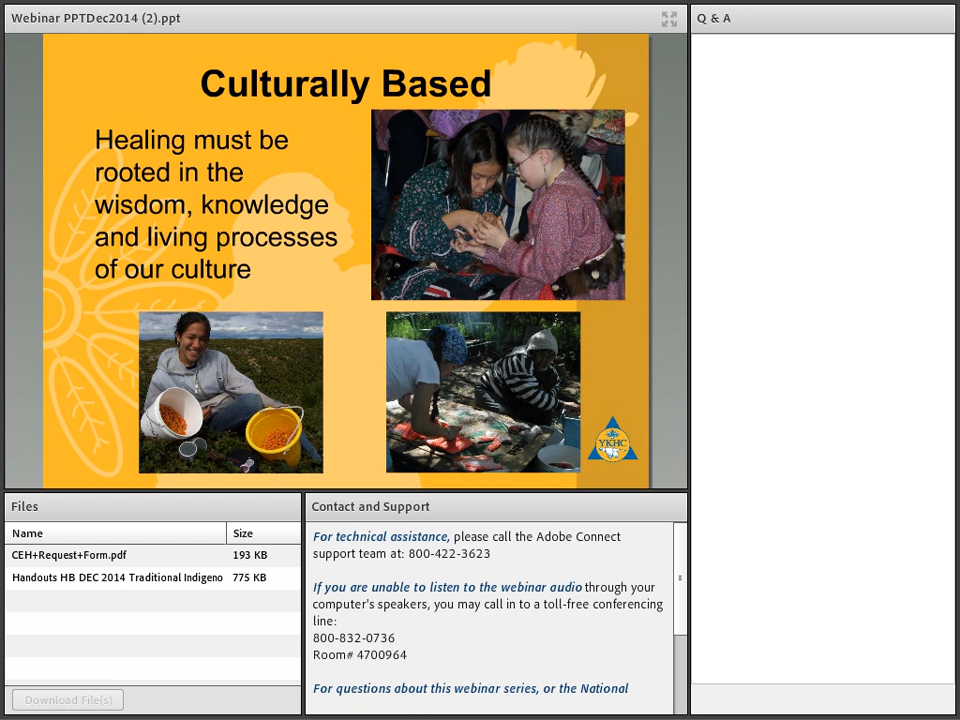 Webinar PPTDec2014 (2).ppt
Culturally Based
Healing must be
rooted in the
wisdom, knowledge
and living processes
of our culture
YKHC
Q & A
Files
Name Size
CEH+Request+Form.pdf 193 KB
Handouts HB DEC 2014 Traditional Indigeno 775 KB
Download File(s)
Contact and Support
For technical assistance, please call the Adobe Connect
support team at: 800-422-3623
If you are unable to listen to the webinar audio through your
computer's speakers, you may call in to a toll-free conferencing
line:
800-832-0736
Room# 4700964
For questions about this webinar series, or the National